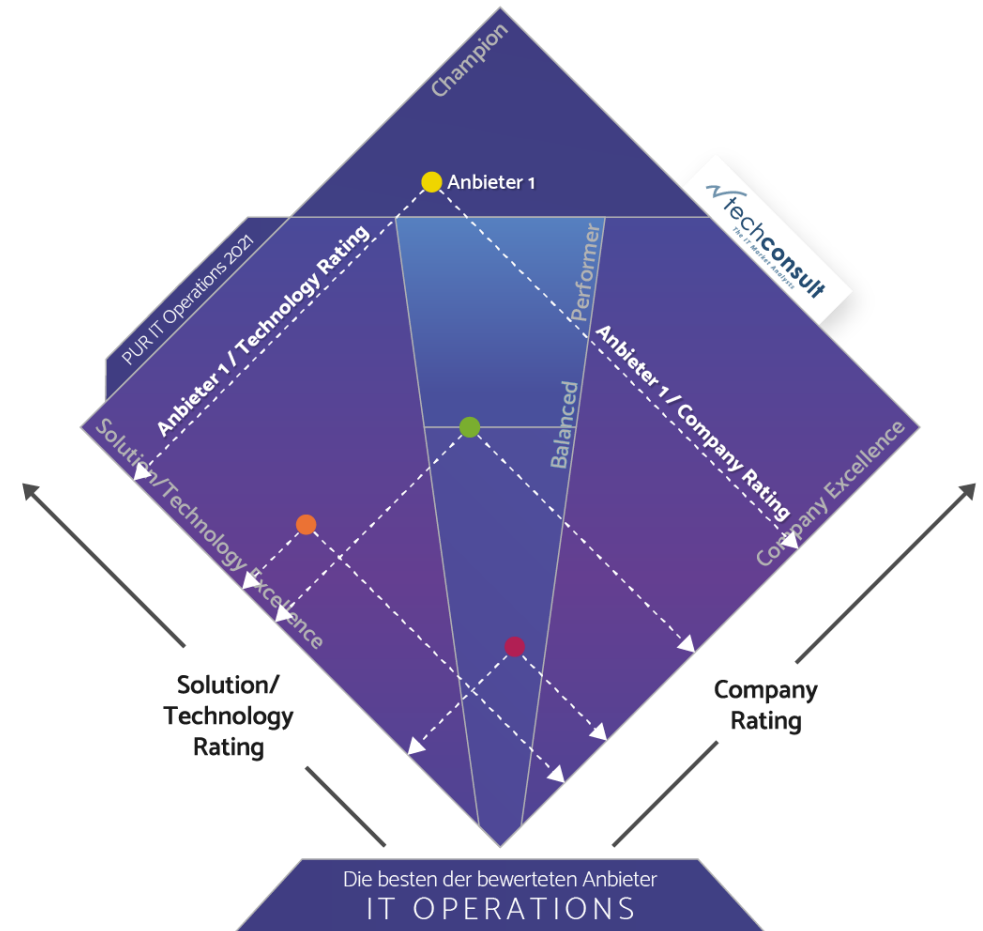 Champion
Anbieter 1
PUR IT Operations 2021
techconsult
The IT Market Analysts
Performer
Anbieter 1 / Technology Rating
Anbieter 1 / Company Rating
Balanced
Solution/Technology Excellence
Company Excellence
Solution/
Technology
Rating
Company
Rating
Die besten der bewerteten Anbieter
IT OPERATIONS